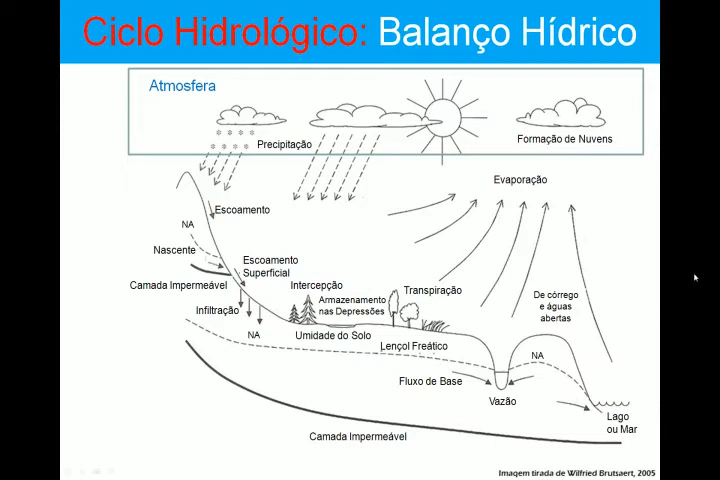 Ciclo Hidrológico: Balanço Hídrico
Atmosfera
Precipitação
Formação de Nuvens
Evaporação
Escoamento
NA
Nascente
Escoamento
Superficial
Camada Impermeável
Intercepção
Transpiração
De córrego
e águas
abertas
Armazenamento
nas Depressões
Infiltração
NA
Umidade do Solo
Lençol Freático
NA
Fluxo de Base
Vazão
Lago
ou Mar
Camada Impermeável
Imagem tirada de Wilfried Brutsaert, 2005